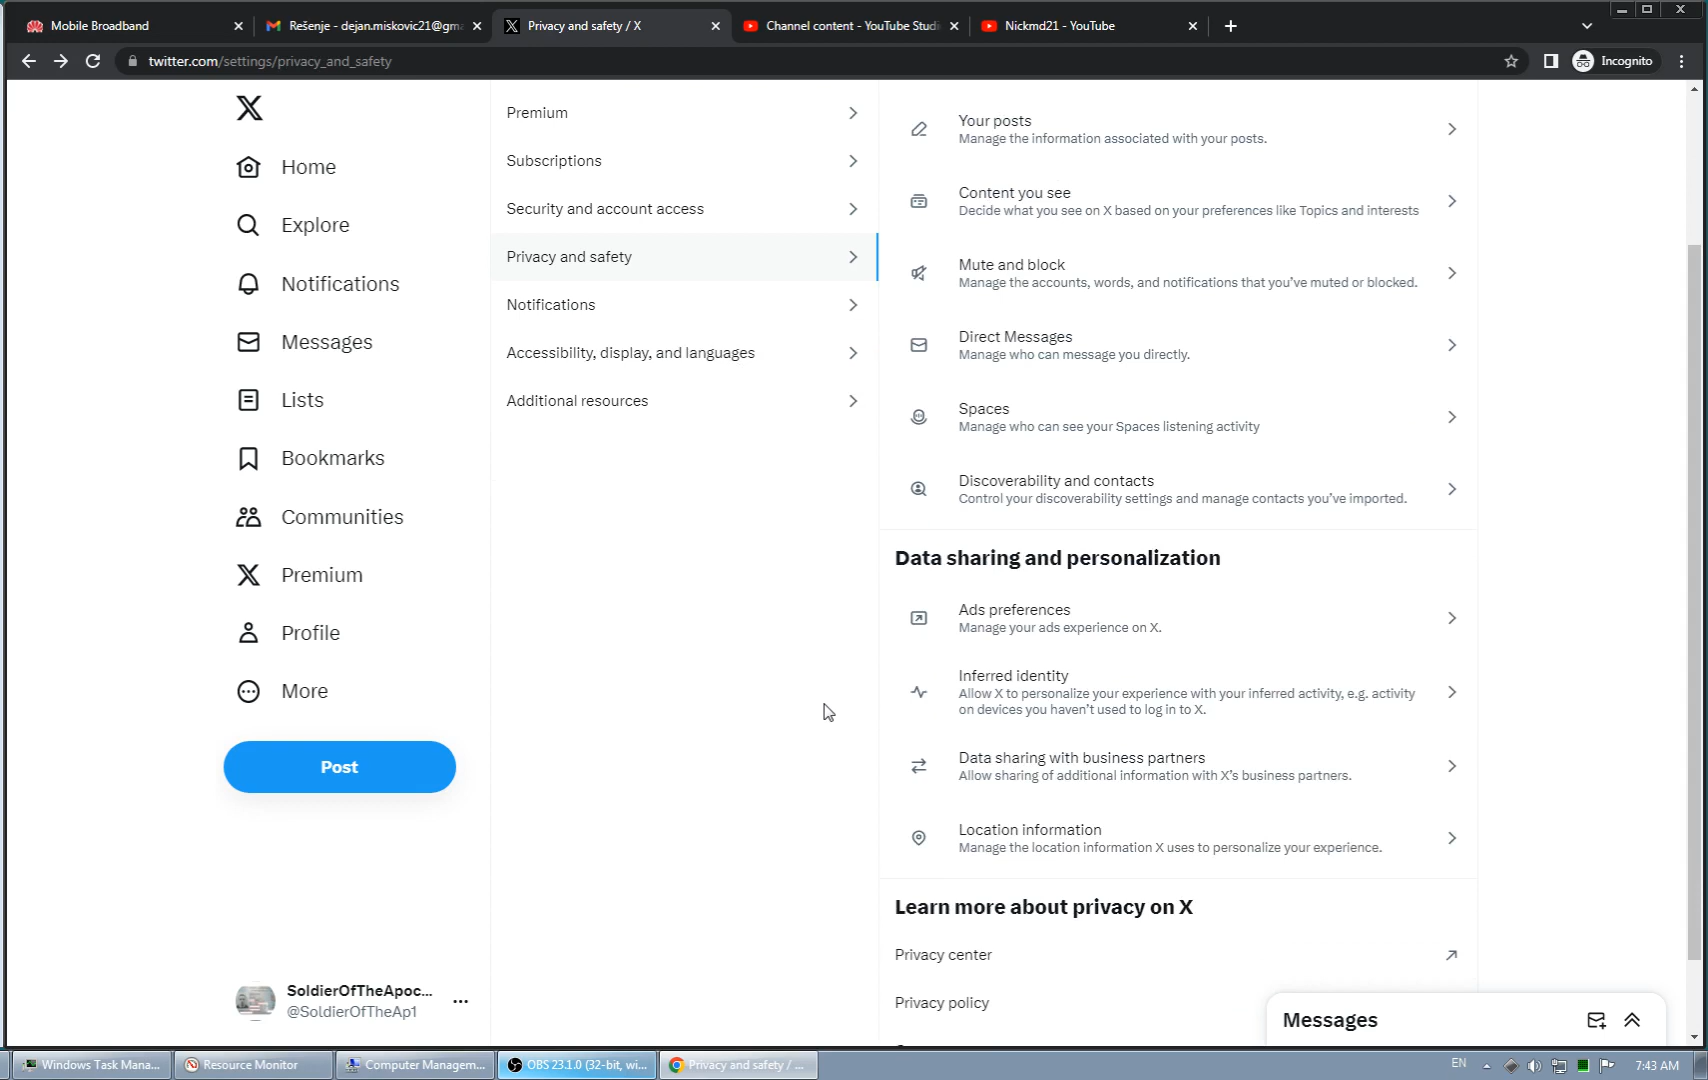 Mobile Broadband
Rešenje - dejan.miskovic21@gma
Privacy and safety / X
Channel content - YouTube Studi
Nickmd21 - YouTube
twitter.com/settings/privacy_and_safety
Incognito
Home
Explore
Notifications
Messages
Lists
Bookmarks
Communities
Premium
Profile
More
Post
SoldierOfTheApoc...
@SoldierOfTheAp1
Premium
Subscriptions
Security and account access
Privacy and safety
Notifications
Accessibility, display, and languages
Additional resources
Your posts
Manage the information associated with your posts.
Content you see
Decide what you see on X based on your preferences like Topics and interests
Mute and block
Manage the accounts, words, and notifications that you’ve muted or blocked.
Direct Messages
Manage who can message you directly.
Spaces
Manage who can see your Spaces listening activity
Discoverability and contacts
Control your discoverability settings and manage contacts you’ve imported.
Data sharing and personalization
Ads preferences
Manage your ads experience on X.
Inferred identity
Allow X to personalize your experience with your inferred activity, e.g. activity
on devices you haven’t used to log in to X.
Data sharing with business partners
Allow sharing of additional information with X’s business partners.
Location information
Manage the location information X uses to personalize your experience.
Learn more about privacy on X
Privacy center
Privacy policy
Messages
Windows Task Mana...
Resource Monitor
Computer Managem...
OBS 23.1.0 (32-bit, wi...
Privacy and safety / ...
EN
7:43 AM